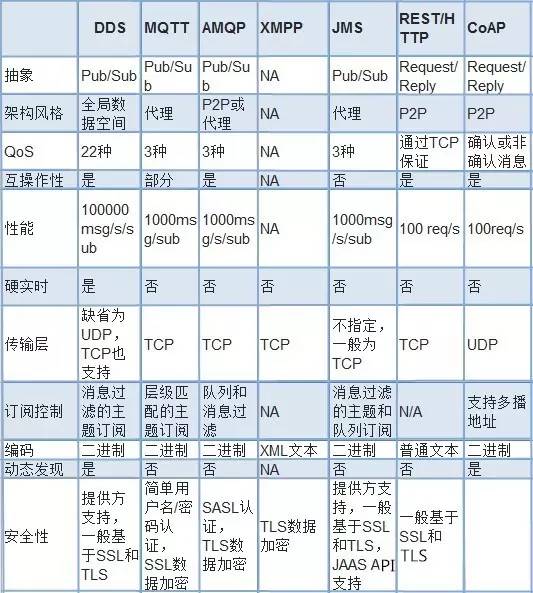 DDS MQTT AMQP XMPP JMS REST/HTTP CoAP
抽象 Pub/Sub Pub/Sub Pub/Sub NA Pub/Sub Request/Reply Request/Reply
架构风格 全局数据空间 代理 P2P或代理 NA 代理 P2P P2P
QoS 22种 3种 3种 NA 3种 通过TCP保证 确认或非确认消息
互操作性 是 部分 是 NA 否 是 是
性能 100000 msg/s/sub 1000msg/sub 1000msg/s/sub NA 1000msg/s/sub 100 req/s 100req/s
硬实时 是 否 否 否 否 否 否
传输层 缺省为UDP，TCP也支持 TCP TCP TCP 不指定，一般为TCP TCP UDP
订阅控制 消息过滤的主题订阅 层级匹配的主题订阅 队列和消息过滤 NA 消息过滤的主题和队列订阅 N/A 支持多播地址
编码 二进制 二进制 二进制 XML文本 二进制 普通文本 二进制
动态发现 是 否 否 NA 否 否 是
安全性 提供方支持，一般基于SSL和TLS 简单用户名/密码认证，SSL数据加密 SASL认证，TLS数据加密 TLS数据加密 提供方支持，一般基于SSL和TLS，JAAS API支持 一般基于SSL和TLS